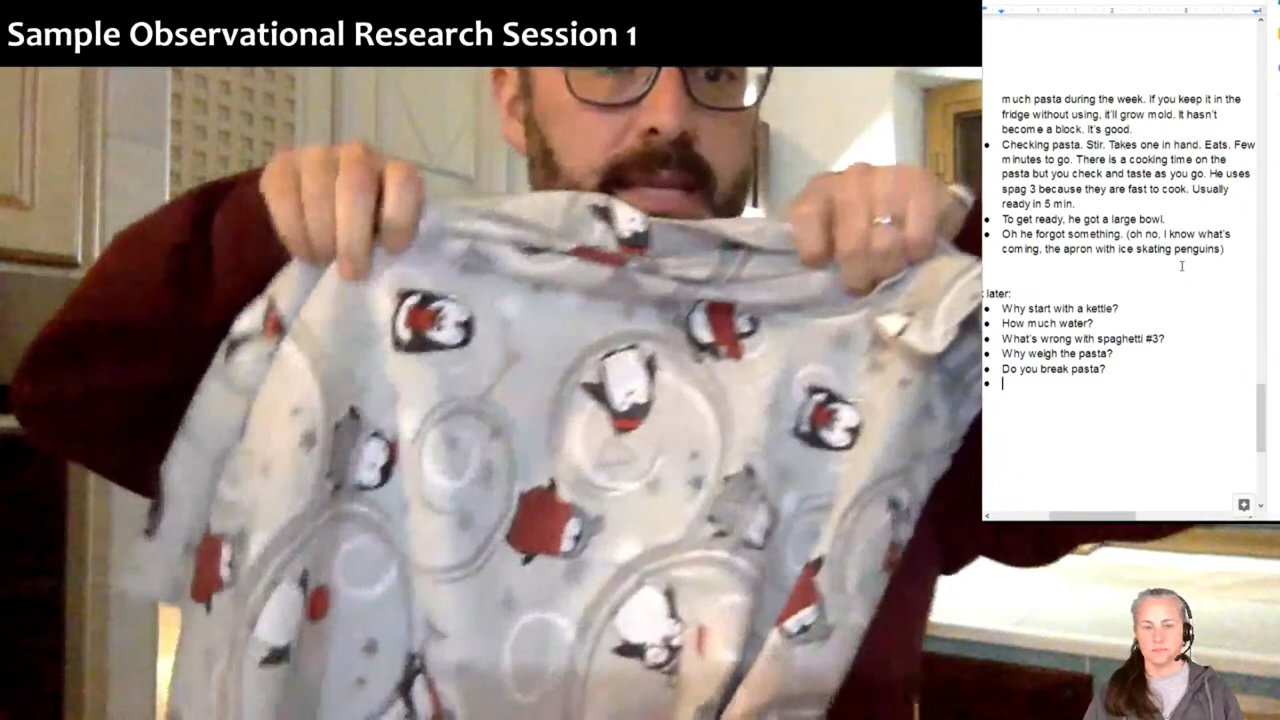 Sample Observational Research Session 1
much pasta during the week. If you keep it in the
fridge without using, it'll grow mold. It hasn't
become a block. It's good.
Checking pasta. Stir. Takes one in hand. Eats. Few
minutes to go. There is a cooking time on the
pasta but you check and taste as you go. He uses
spag 3 because they are fast to cook. Usually
ready in 5 min.
To get ready, he got a large bowl.
Oh he forgot something. (oh no, I know what's
coming, the apron with ice skating penguins)
later:
Why start with a kettle?
How much water?
What's wrong with spaghetti #3?
Why weigh the pasta?
Do you break pasta?